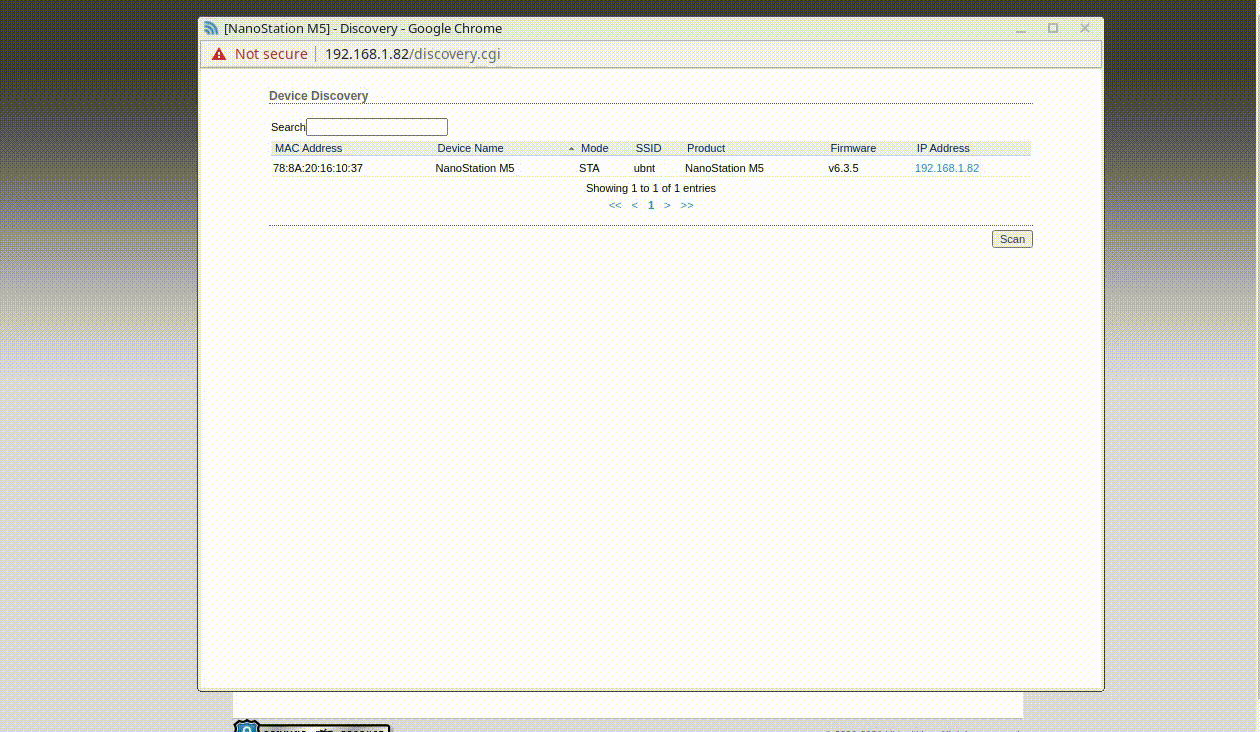 [NanoStation M5] - Discovery - Google Chrome
Not secure 192.168.1.82/discovery.cgi
Device Discovery
Search
MAC Address Device Name Mode SSID Product Firmware IP Address
78:8A:20:16:10:37 NanoStation M5 STA ubnt NanoStation M5 v6.3.5 192.168.1.82
Showing 1 to 1 of 1 entries
<< < 1 > >>
Scan